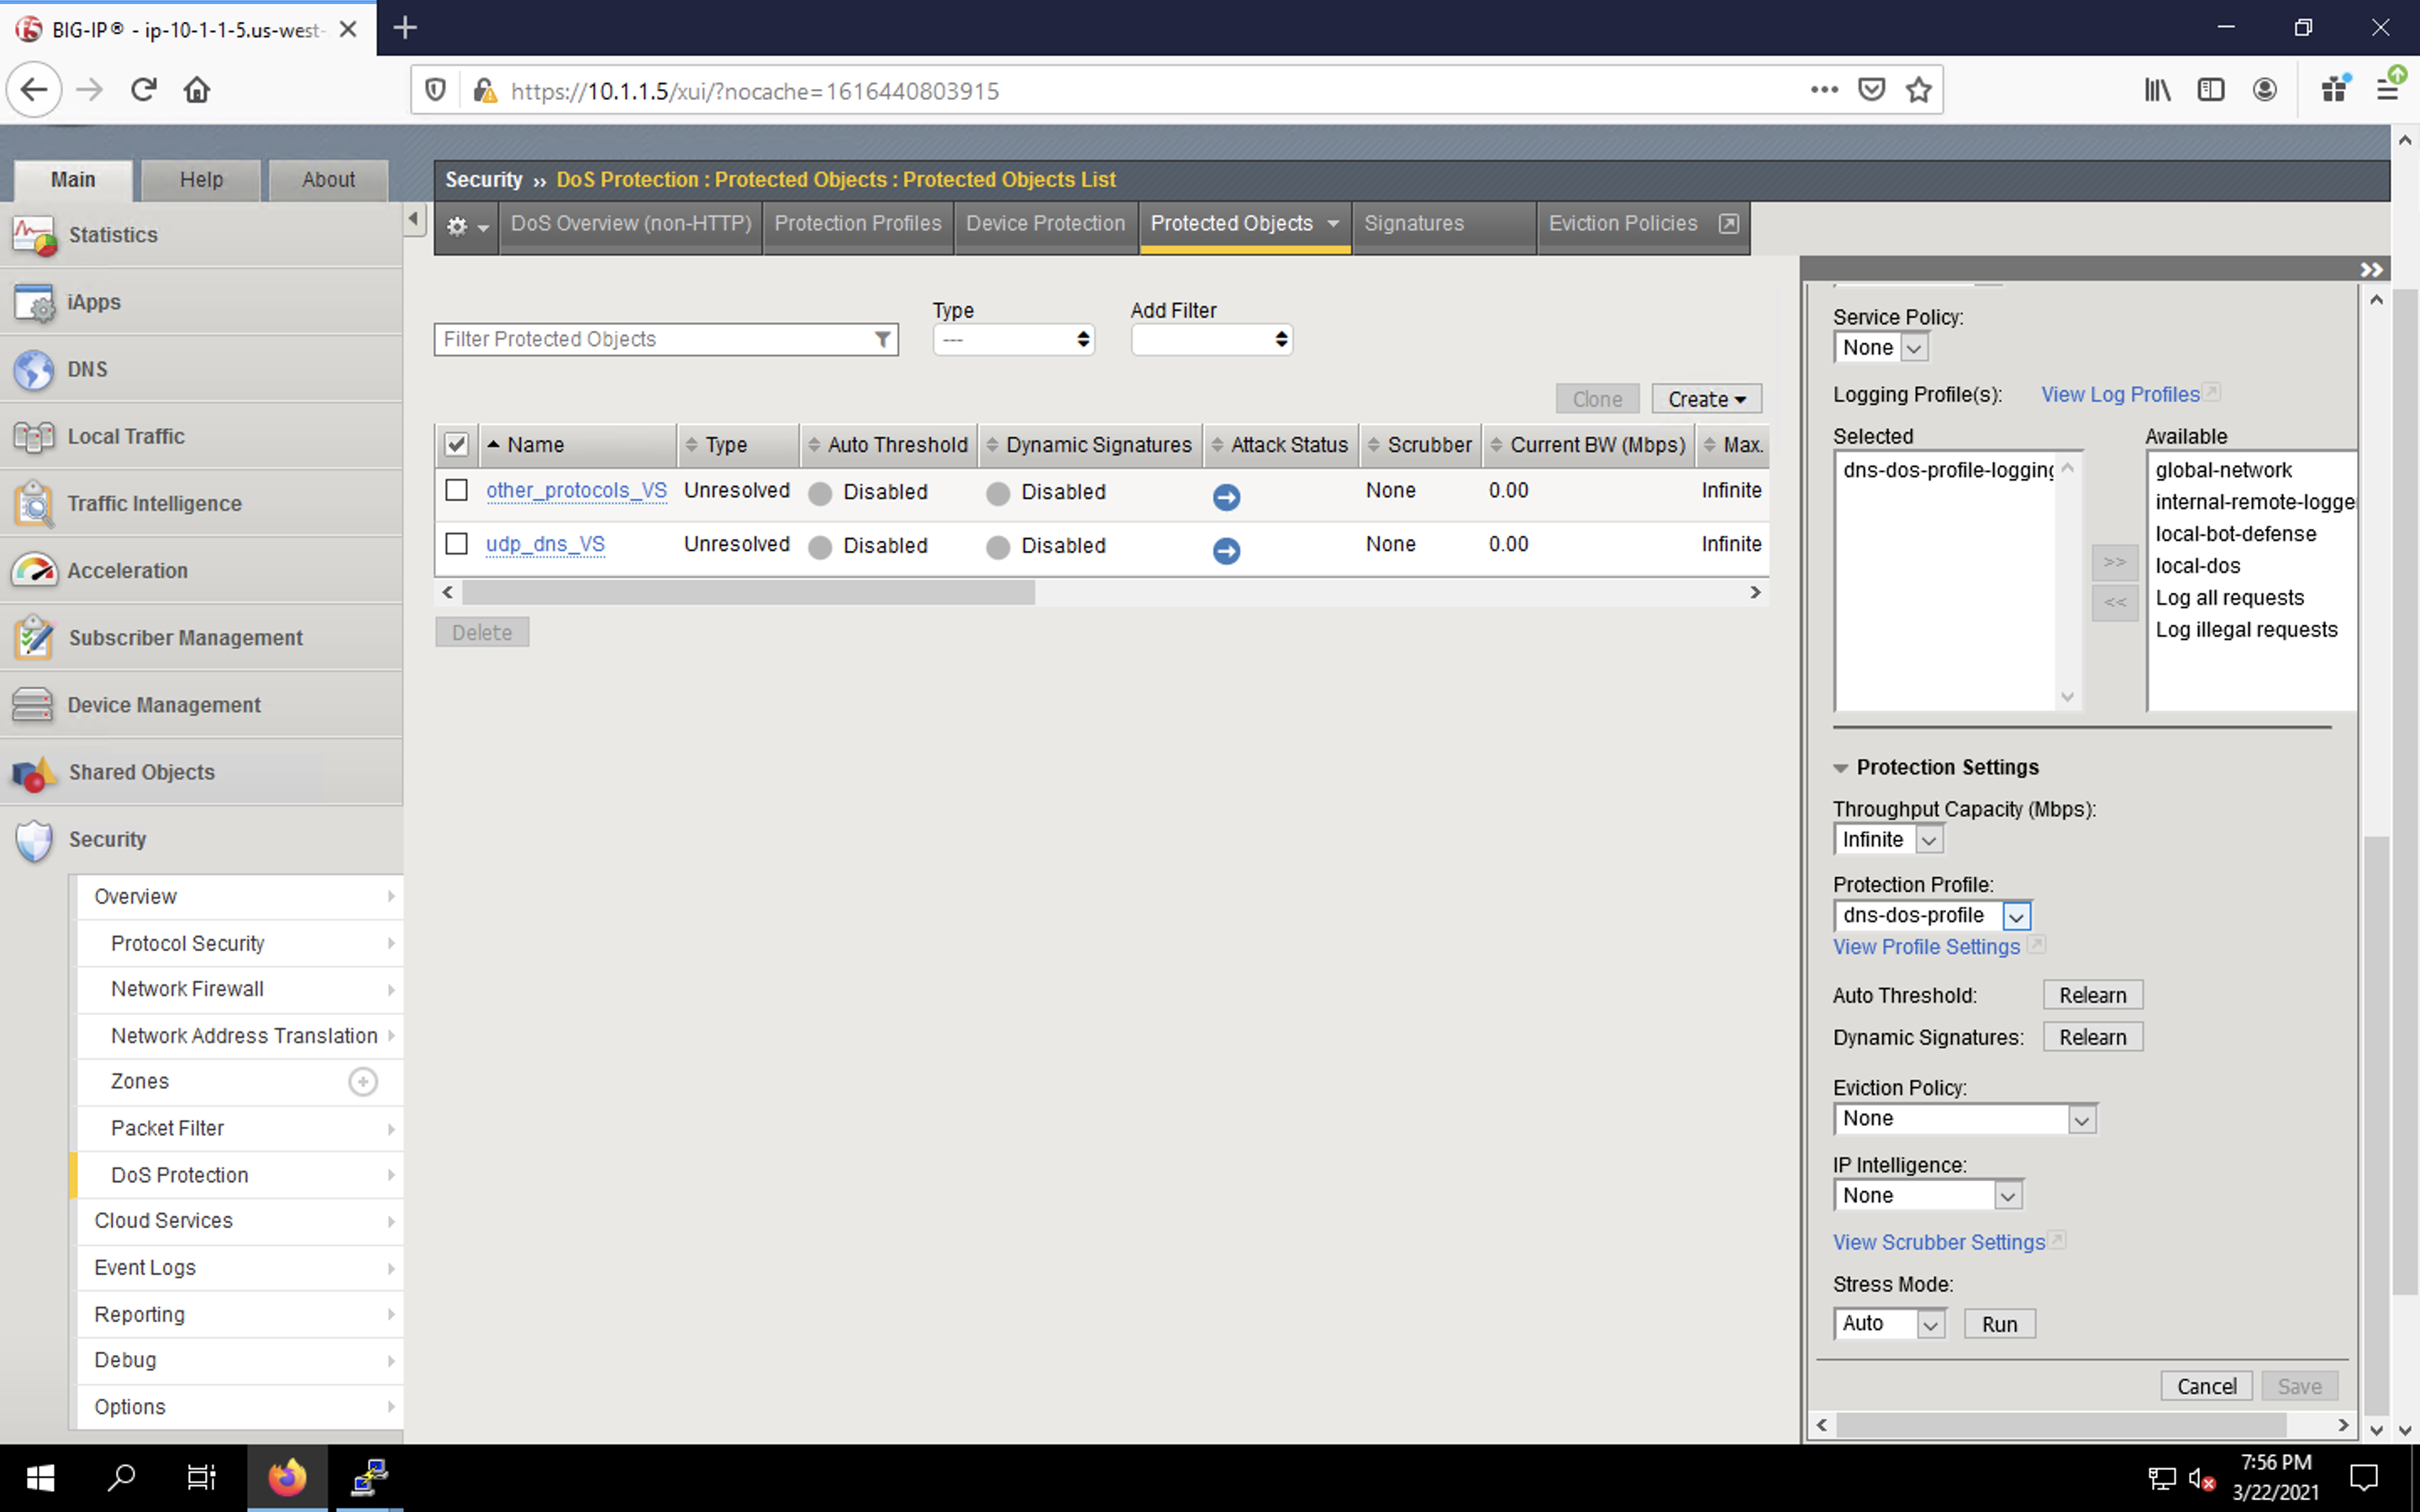 BIG-IP® - ip-10-1-1-5.us-west-
https://10.1.1.5/xui/?nocache=1616440803915
Main
Help
About
Statistics
iApps
DNS
Local Traffic
Traffic Intelligence
Acceleration
Subscriber Management
Device Management
Shared Objects
Security
Overview
Protocol Security
Network Firewall
Network Address Translation
Zones
Packet Filter
DoS Protection
Cloud Services
Event Logs
Reporting
Debug
Options
Security ›› DoS Protection : Protected Objects : Protected Objects List
DoS Overview (non-HTTP)
Protection Profiles
Device Protection
Protected Objects
Signatures
Eviction Policies
Type
Add Filter
Filter Protected Objects
---
Clone
Create
Name Type Auto Threshold Dynamic Signatures Attack Status Scrubber Current BW (Mbps) Max.
other_protocols_VS Unresolved Disabled Disabled None 0.00 Infinite
udp_dns_VS Unresolved Disabled Disabled None 0.00 Infinite
Delete
Service Policy:
None
Logging Profile(s): View Log Profiles
Selected
Available
dns-dos-profile-logging
global-network
internal-remote-logge
local-bot-defense
local-dos
Log all requests
Log illegal requests
>>
<<
Protection Settings
Throughput Capacity (Mbps):
Infinite
Protection Profile:
dns-dos-profile
View Profile Settings
Auto Threshold: Relearn
Dynamic Signatures: Relearn
Eviction Policy:
None
IP Intelligence:
None
View Scrubber Settings
Stress Mode:
Auto
Run
Cancel
Save
7:56 PM
3/22/2021